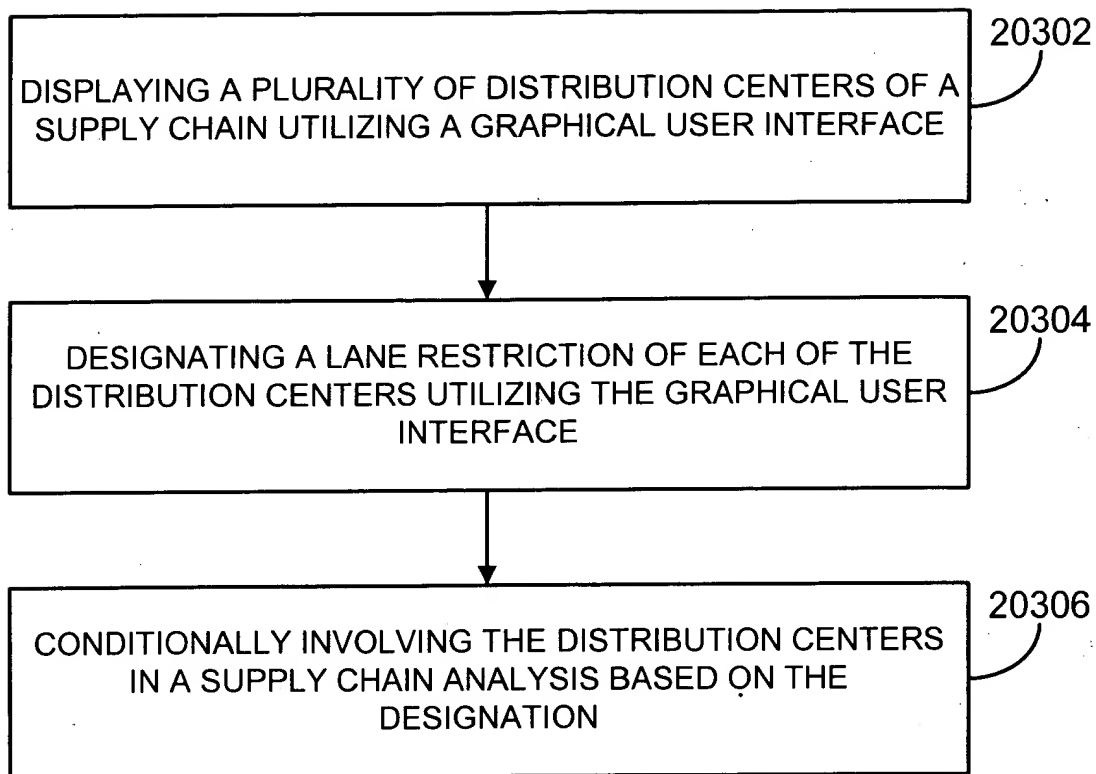 20302
DISPLAYING A PLURALITY OF DISTRIBUTION CENTERS OF A
SUPPLY CHAIN UTILIZING A GRAPHICAL USER INTERFACE
20304
DESIGNATING A LANE RESTRICTION OF EACH OF THE
DISTRIBUTION CENTERS UTILIZING THE GRAPHICAL USER
INTERFACE
20306
CONDITIONALLY INVOLVING THE DISTRIBUTION CENTERS
IN A SUPPLY CHAIN ANALYSIS BASED ON THE
DESIGNATION